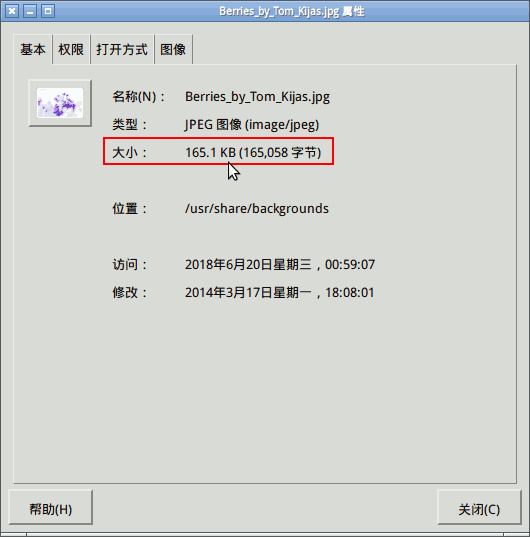 Berries_by_Tom_Kijas.jpg 属性
基本 权限 打开方式 图像
名称(N)： Berries_by_Tom_Kijas.jpg
类型： JPEG 图像 (image/jpeg)
大小： 165.1 KB (165,058 字节)
位置： /usr/share/backgrounds
访问： 2018年6月20日星期三，00:59:07
修改： 2014年3月17日星期一，18:08:01
帮助(H) 关闭(C)